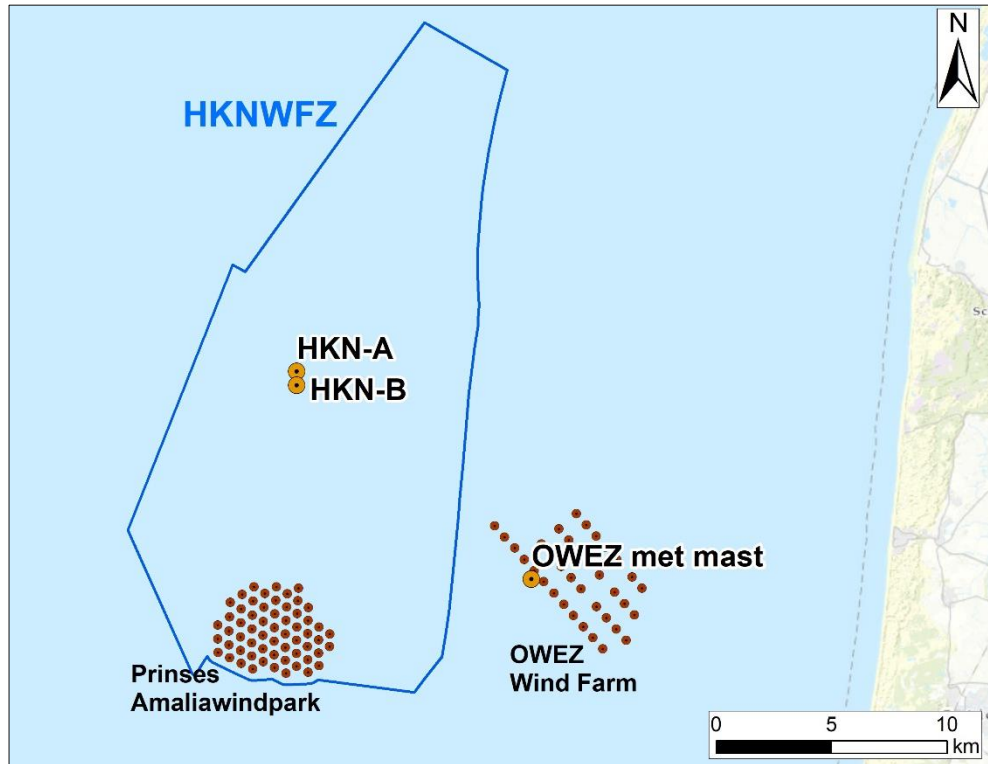 N
HKNWFZ
HKN-A
HKN-B
OWEZ met mast
Prinses
Amaliawindpark
OWEZ
Wind Farm
0 5 10
km